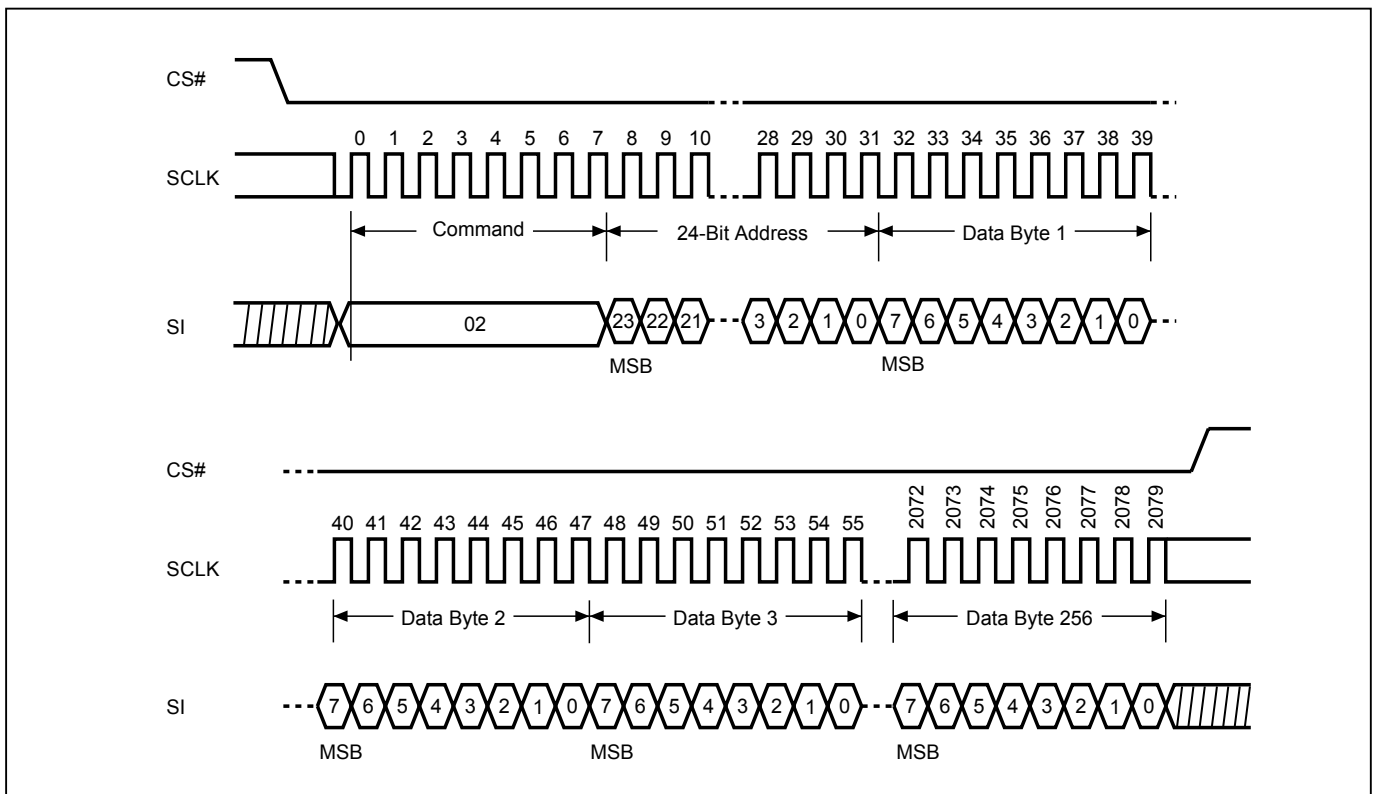 CS#
0 1 2 3 4 5 6 7 8 9 10 28 29 30 31 32 33 34 35 36 37 38 39
SCLK
Command 24-Bit Address Data Byte 1
SI 02 23 22 21 3 2 1 0 7 6 5 4 3 2 1 0
MSB MSB
CS#
2072 2073 2074 2075 2076 2077 2078 2079
40 41 42 43 44 45 46 47 48 49 50 51 52 53 54 55
SCLK
Data Byte 2 Data Byte 3 Data Byte 256
SI 7 6 5 4 3 2 1 0 7 6 5 4 3 2 1 0 7 6 5 4 3 2 1 0
MSB MSB MSB